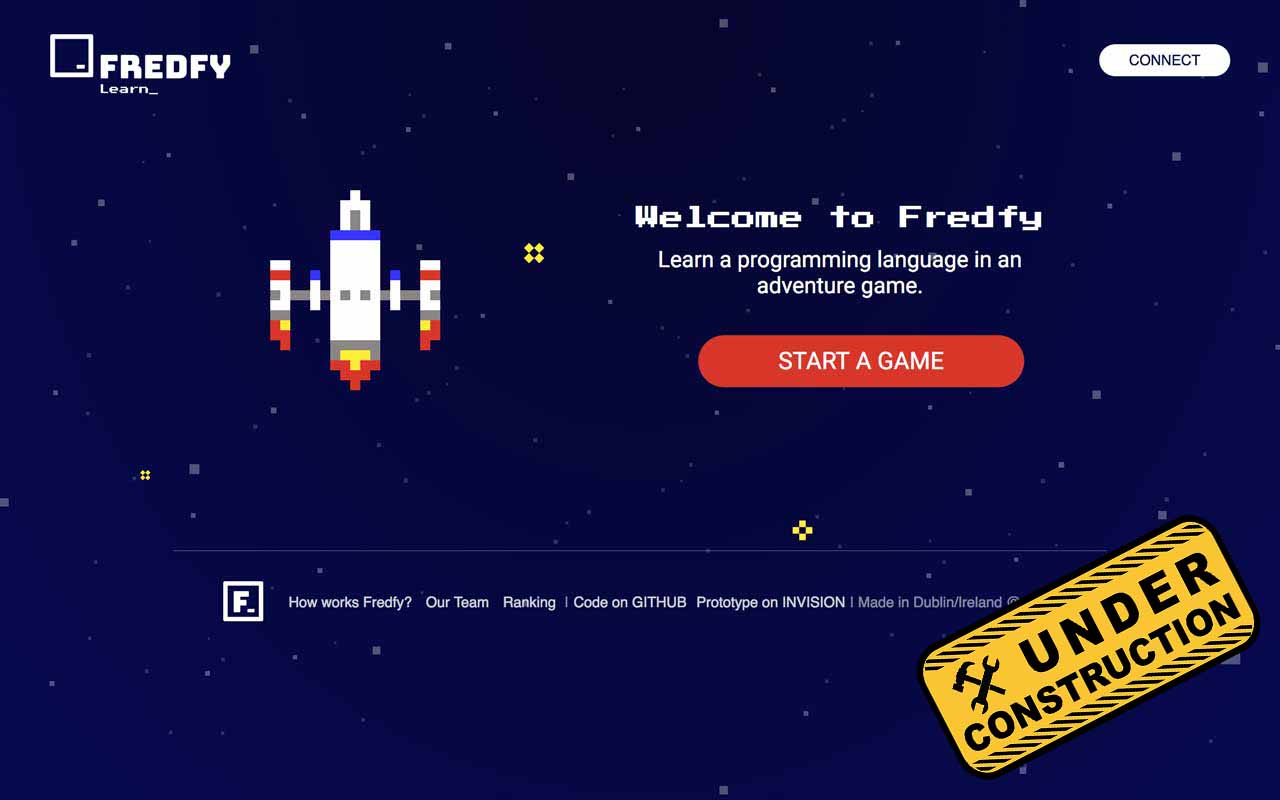 FREDFY
Learn_
CONNECT
Welcome to Fredfy
Learn a programming language in an
adventure game.
START A GAME
F_
How works Fredfy? Our Team Ranking | Code on GITHUB Prototype on INVISION | Made in Dublin/Ireland
UNDER
CONSTRUCTION